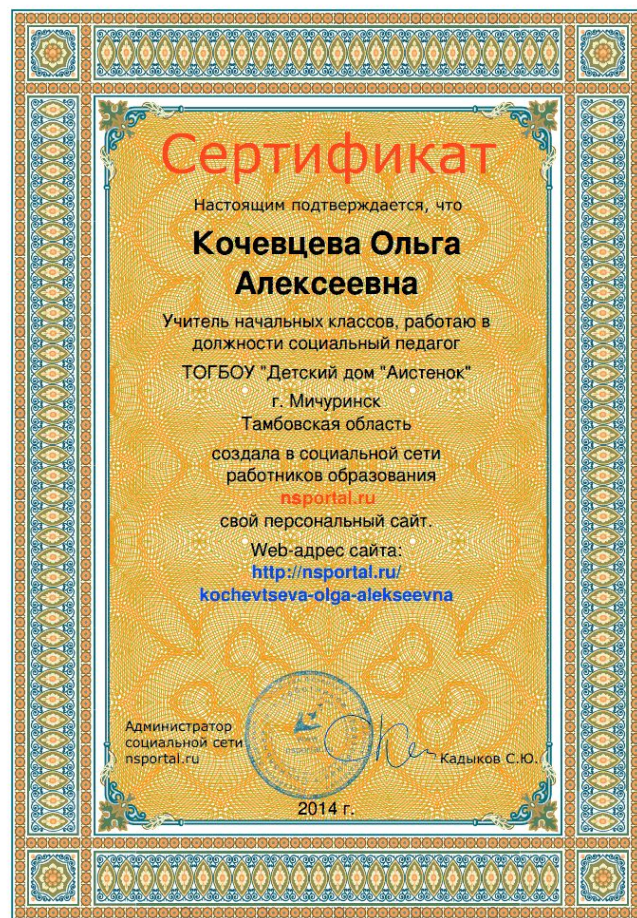 Сертификат
Настоящим подтверждается, что
Кочевцева Ольга
Алексеевна
Учитель начальных классов, работаю в
должности социальный педагог
ТОГБОУ "Детский дом "Аистенок"
г. Мичуринск
Тамбовская область
создала в социальной сети
работников образования
nsportal.ru
свой персональный сайт.
Web-адрес сайта:
http://nsportal.ru/
kochevtseva-olga-alekseevna
Администратор
социальной сети
nsportal.ru
nsportal.ru
Кадыков С.Ю.
2014 г.